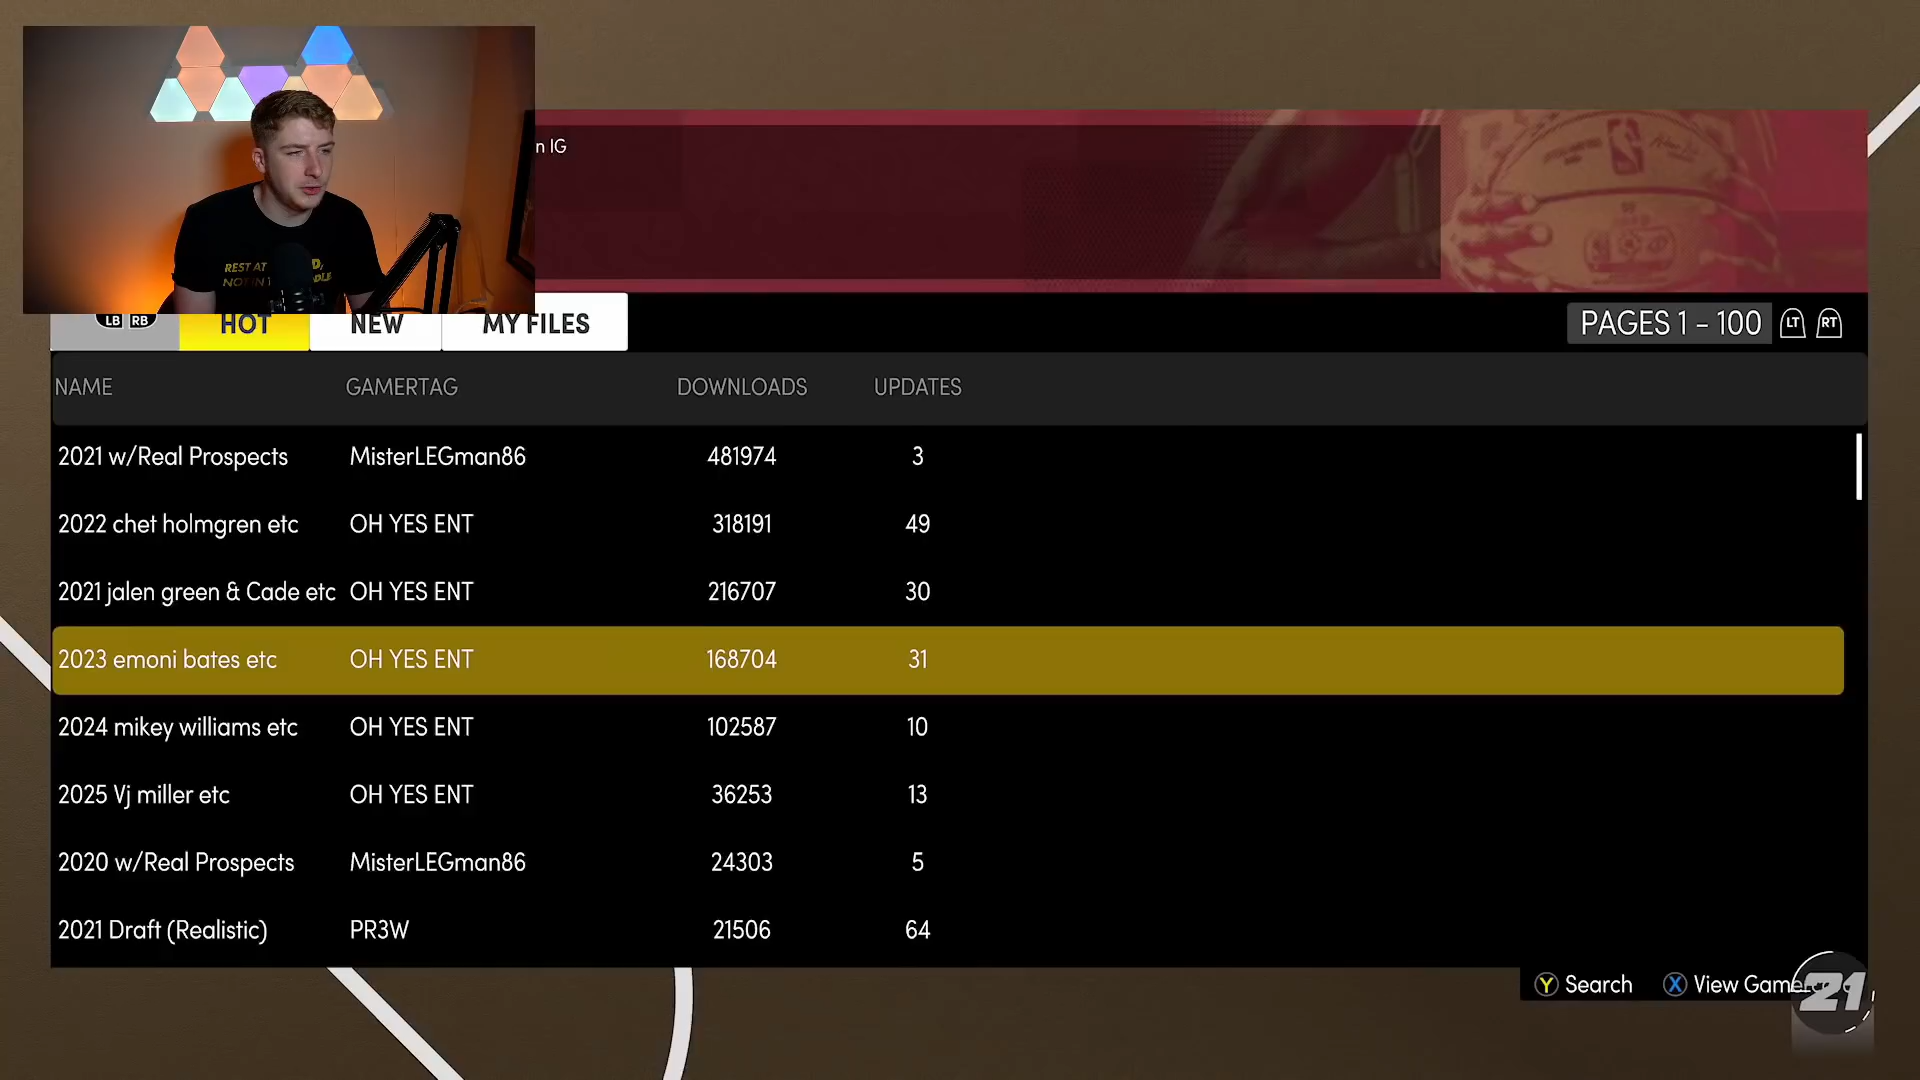 n IG
REST AT
NOT IN T
LB RB
HOT
NEW
MY FILES
PAGES 1 - 100
LT RT
NAME GAMERTAG DOWNLOADS UPDATES
2021 w/Real Prospects MisterLEGman86 481974 3
2022 chet holmgren etc OH YES ENT 318191 49
2021 jalen green & Cade etc OH YES ENT 216707 30
2023 emoni bates etc OH YES ENT 168704 31
2024 mikey williams etc OH YES ENT 102587 10
2025 Vj miller etc OH YES ENT 36253 13
2020 w/Real Prospects MisterLEGman86 24303 5
2021 Draft (Realistic) PR3W 21506 64
Y Search X View Gamer
21